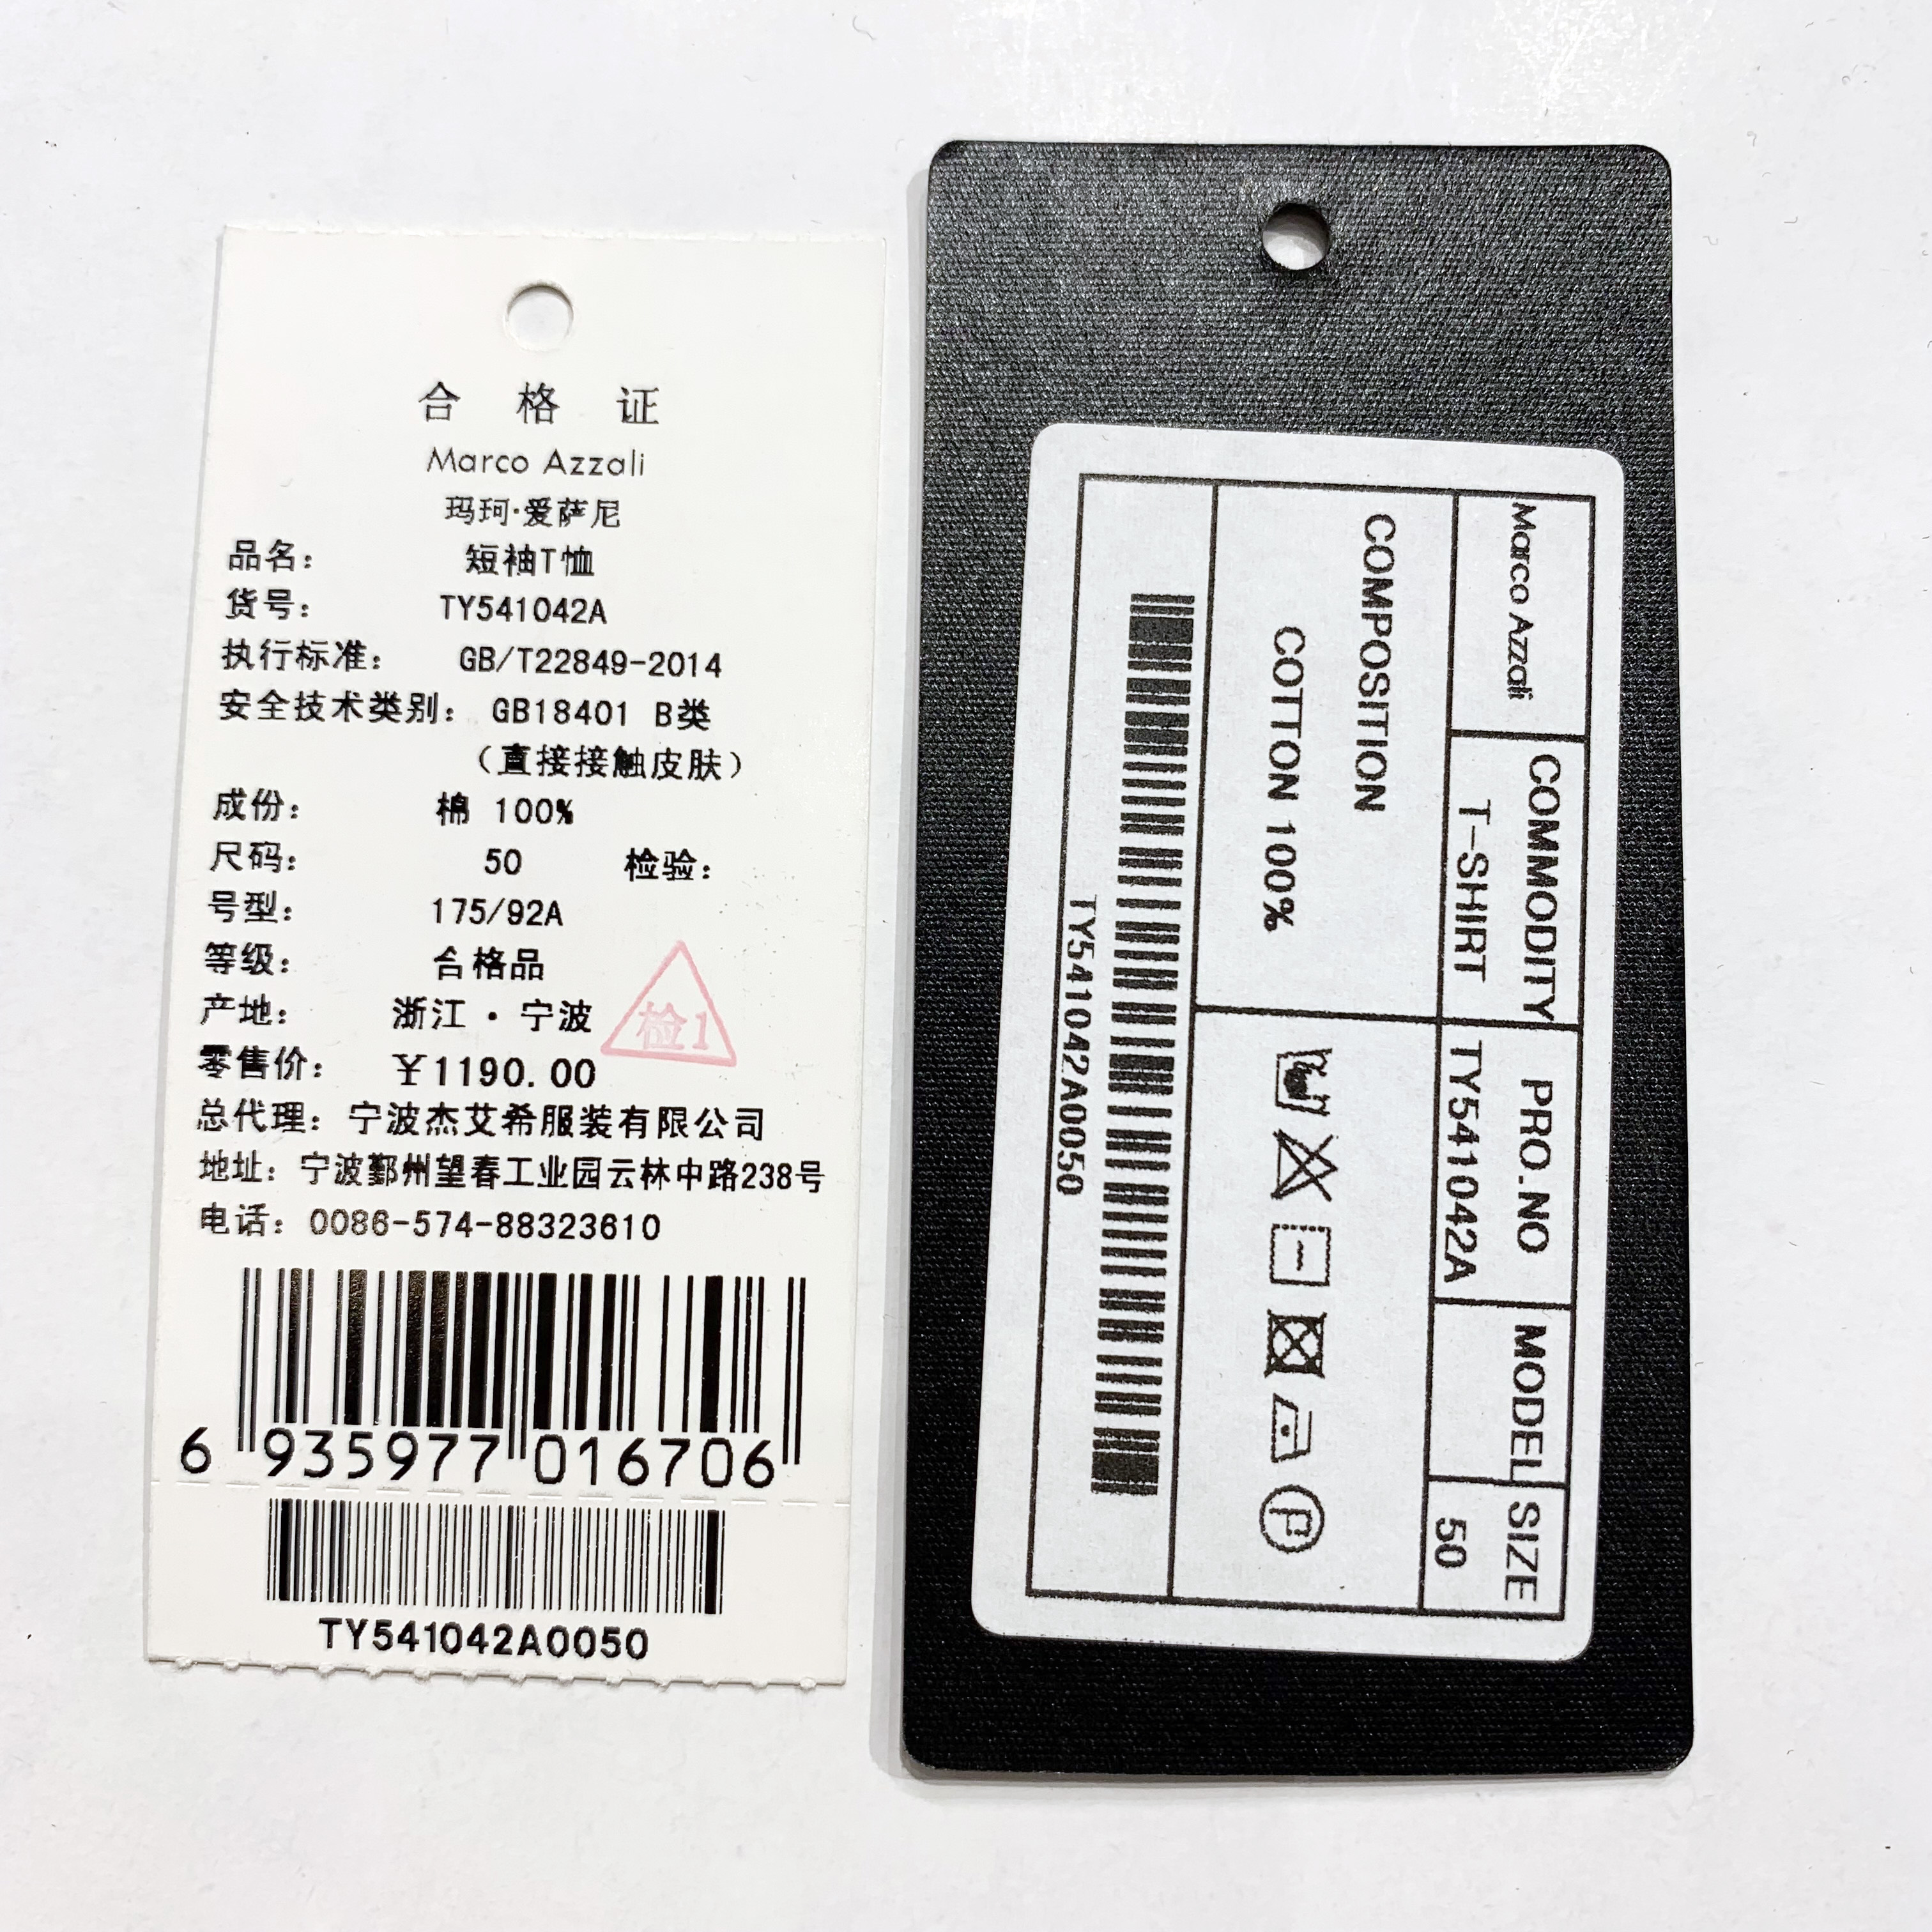 合 格 证
Marco Azzali
玛珂·爱萨尼
品名： 短袖T恤
货号： TY541042A
执行标准： GB/T22849-2014
安全技术类别： GB18401 B类
（直接接触皮肤）
成份： 棉 100%
尺码： 50 检验：
号型： 175/92A
等级： 合格品
产地： 浙江·宁波
检1
零售价： ￥1190.00
总代理：宁波杰艾希服装有限公司
地址：宁波鄞州望春工业园云林中路238号
电话：0086-574-88323610
6 935977 016706
TY541042A0050
Marco Azzali
COMMODITY
T-SHIRT
PRO.NO
TY541042A
MODEL
SIZE
50
COMPOSITION
COTTON 100%
P
TY541042A0050